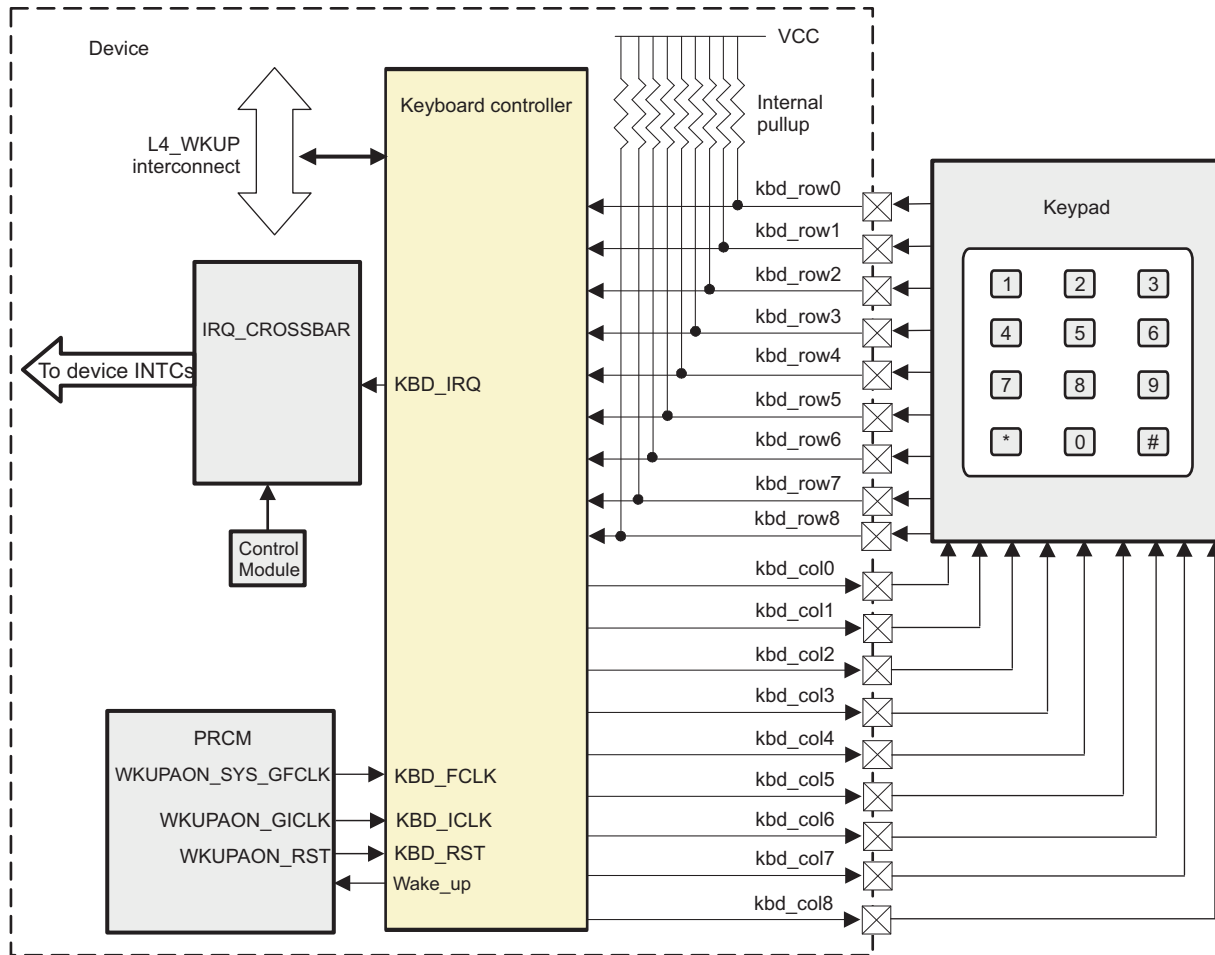 Device
VCC
Keyboard controller
Internal
pullup
L4_WKUP
interconnect
kbd_row0
kbd_row1
kbd_row2
kbd_row3
kbd_row4
kbd_row5
kbd_row6
kbd_row7
kbd_row8
Keypad
1 2 3
4 5 6
7 8 9
* 0 #
IRQ_CROSSBAR
To device INTCs
KBD_IRQ
Control
Module
kbd_col0
kbd_col1
kbd_col2
kbd_col3
kbd_col4
kbd_col5
kbd_col6
kbd_col7
kbd_col8
PRCM
WKUPAON_SYS_GFCLK
KBD_FCLK
WKUPAON_GICLK
KBD_ICLK
WKUPAON_RST
KBD_RST
Wake_up